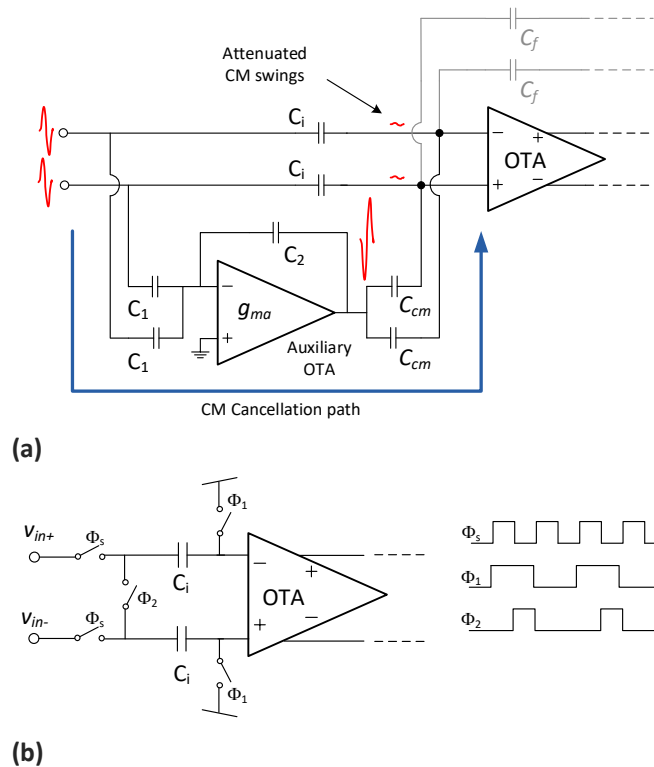 C_f
Attenuated
CM swings
C_f
C_i
− +
OTA
C_i
+ −
C_2
C_1
−
g_ma
C_cm
+
C_1
Auxiliary
OTA
C_cm
CM Cancellation path
(a)
Φ_1
v_in+
Φ_s
Φ_s
C_i
−
+
Φ_1
Φ_2
OTA
v_in-
Φ_s
−
+
Φ_2
C_i
Φ_1
(b)